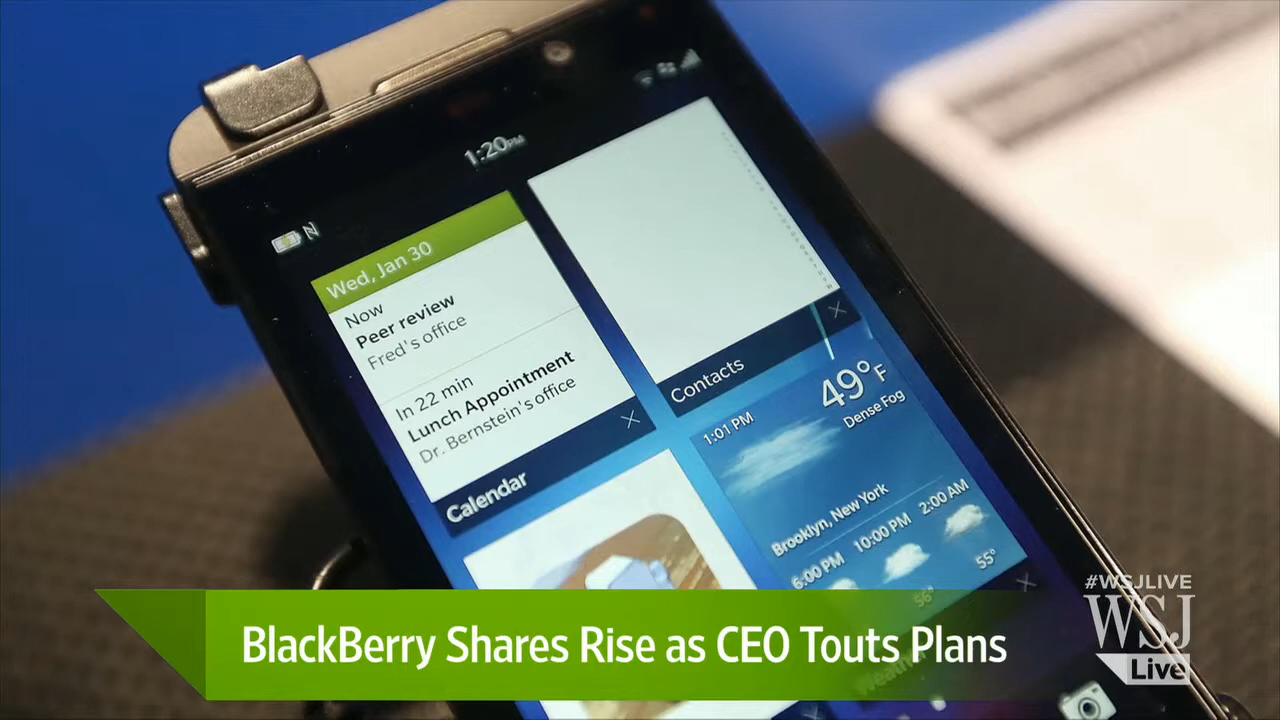 1:20PM
Wed, Jan 30
Now
Peer review
Fred's office
In 22 min
Lunch Appointment
Dr. Bernstein's office
Calendar
Contacts
49°F
Dense Fog
1:01 PM
Brooklyn, New York
6:00 PM 10:00 PM 2:00 AM
56° 55°
Weather
#WSJLIVE
WSJ
Live
BlackBerry Shares Rise as CEO Touts Plans